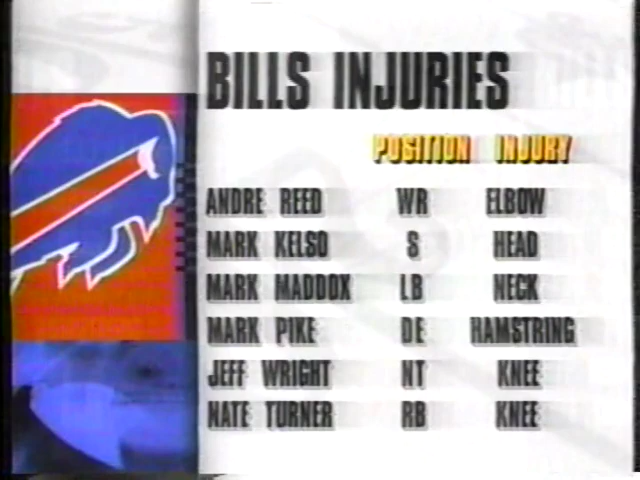 BILLS INJURIES
POSITION INJURY
ANDRE REED WR ELBOW
MARK KELSO S HEAD
MARK MADDOX LB NECK
MARK PIKE DE HAMSTRING
JEFF WRIGHT NT KNEE
NATE TURNER RB KNEE